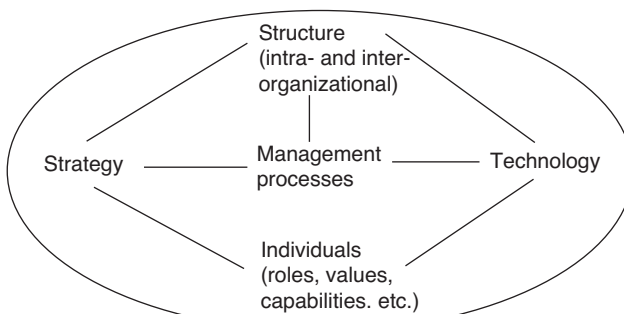 Structure
(intra- and inter-
organizational)
Strategy
Management
processes
Technology
Individuals
(roles, values,
capabilities. etc.)